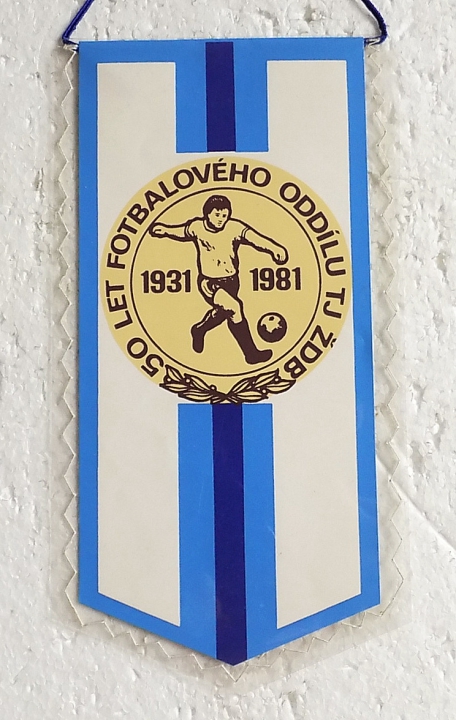 50 LET FOTBALOVÉHO ODDÍLU TJ ŽDB
1931 1981